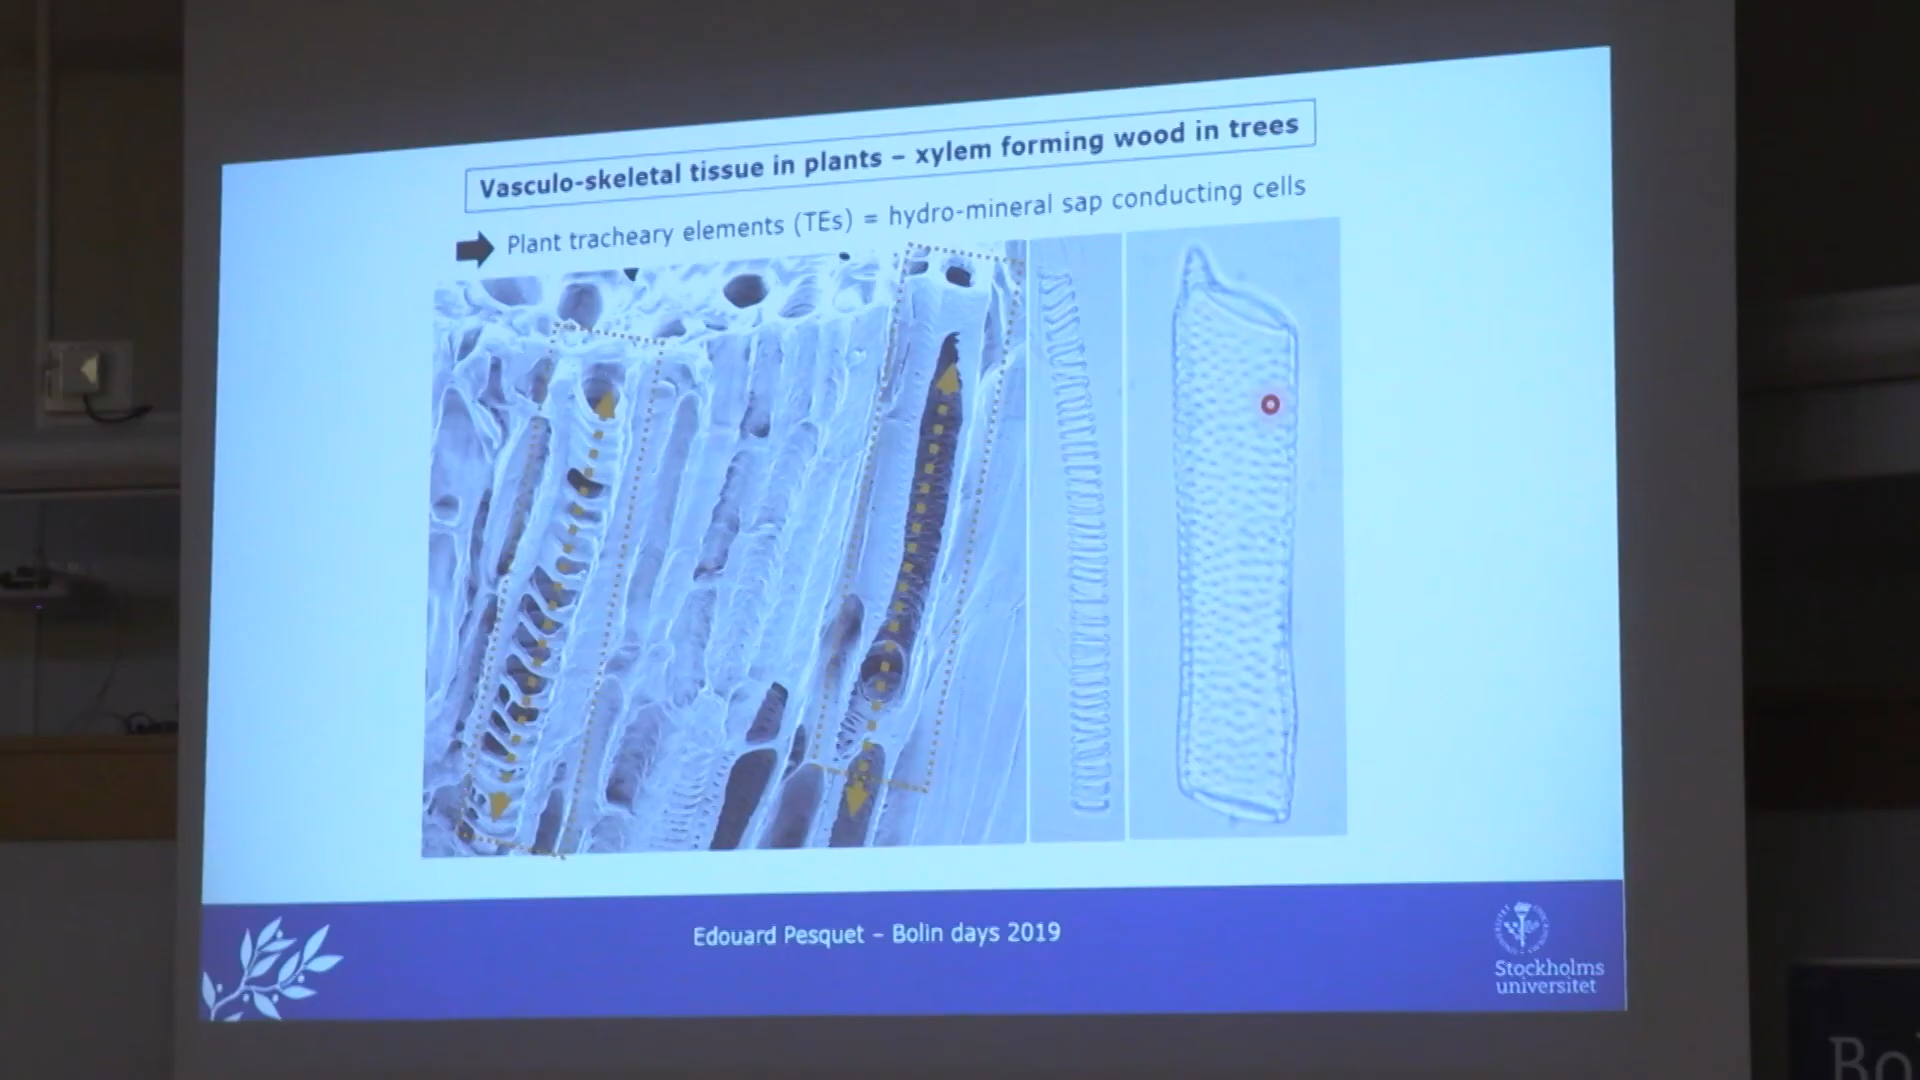 Vasculo-skeletal tissue in plants – xylem forming wood in trees
Plant tracheary elements (TEs) = hydro-mineral sap conducting cells
Edouard Pesquet – Bolin days 2019
Stockholms
universitet
Bo